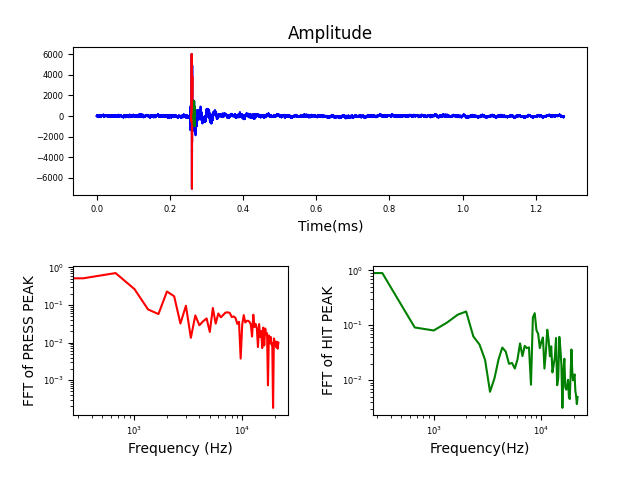 Amplitude
6000
4000
2000
0
−2000
−4000
−6000
0.0 0.2 0.4 0.6 0.8 1.0 1.2
Time(ms)
FFT of PRESS PEAK
10⁰
10⁻¹
10⁻²
10⁻³
10³ 10⁴
Frequency (Hz)
FFT of HIT PEAK
10⁰
10⁻¹
10⁻²
10³ 10⁴
Frequency(Hz)